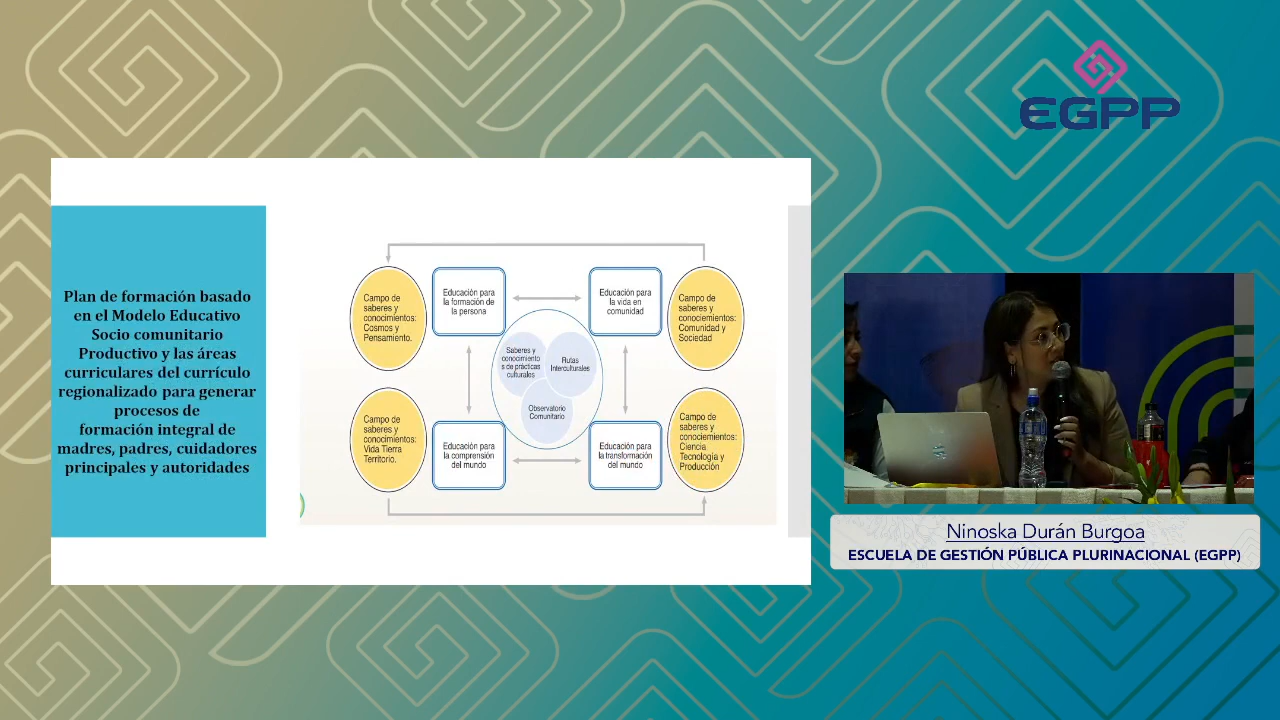 EGPP
Plan de formación basado
en el Modelo Educativo
Socio comunitario
Productivo y las áreas
curriculares del currículo
regionalizado para generar
procesos de
formación integral de
madres, padres, cuidadores
principales y autoridades
Campo de
saberes y
conocimientos:
Cosmos y
Pensamiento.
Educación para
la formación de
la persona
Educación para
la vida en
comunidad
Campo de
saberes y
conociemientos:
Comunidad y
Sociedad
Saberes y
conocimiento
s de prácticas
culturales
Rutas
Interculturales
Observatorio
Comunitario
Campo de
saberes y
conocimientos:
Vida Tierra
Territorio.
Educación para
la comprensión
del mundo
Educación para
la transformación
del mundo
Campo de
saberes y
conociemientos:
Ciencia
Tecnología y
Producción
Ninoska Durán Burgoa
ESCUELA DE GESTIÓN PÚBLICA PLURINACIONAL (EGPP)